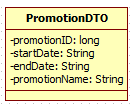 PromotionDTO
-promotionID: long
-startDate: String
-endDate: String
-promotionName: String